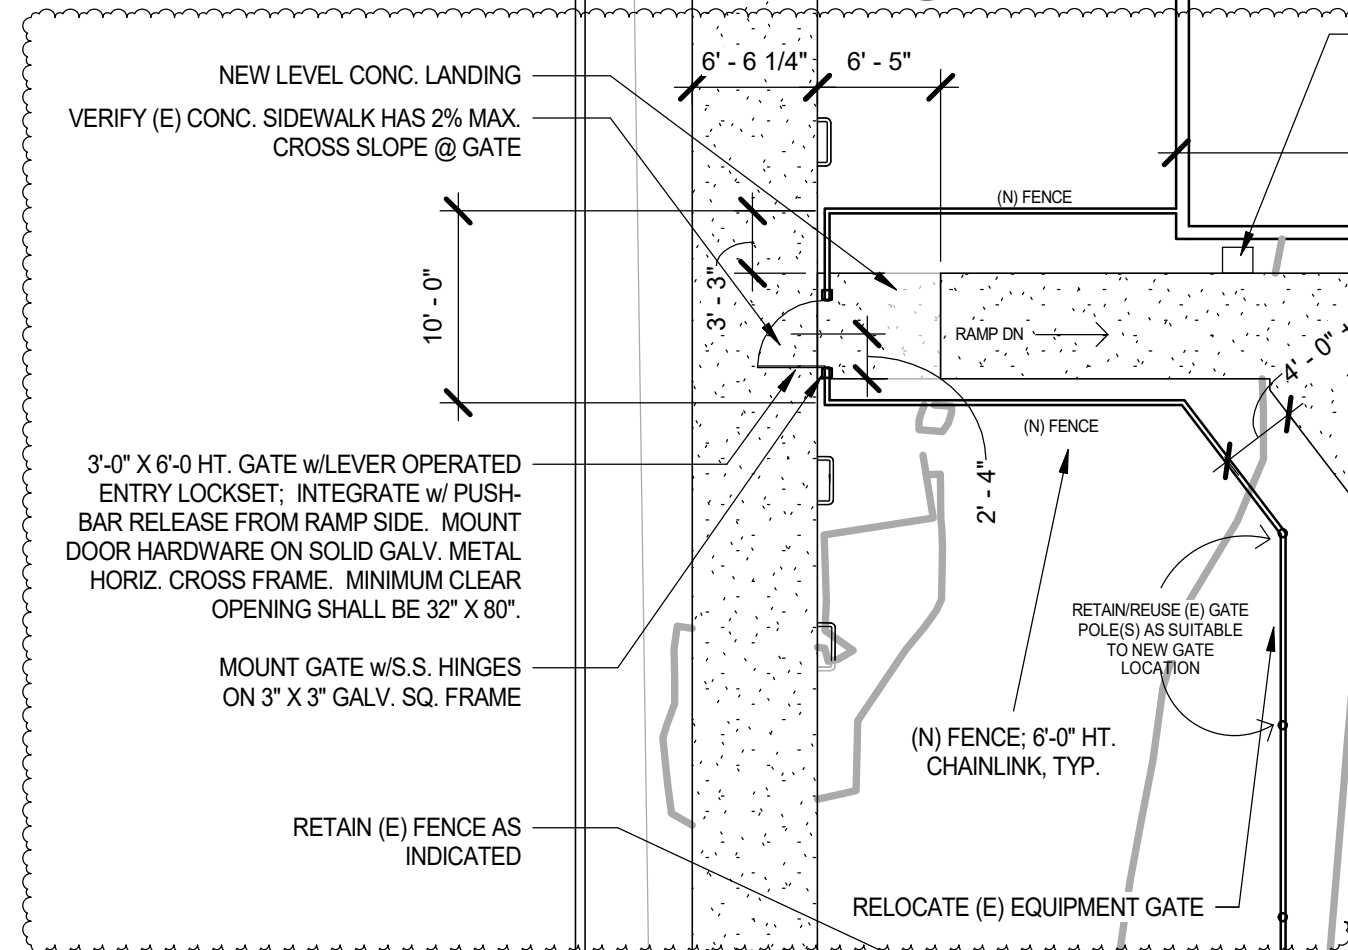 6' - 6 1/4"
6' - 5"
NEW LEVEL CONC. LANDING
VERIFY (E) CONC. SIDEWALK HAS 2% MAX.
CROSS SLOPE @ GATE
(N) FENCE
10' - 0"
3' - 3"
RAMP DN
4' - 0"
(N) FENCE
2' - 4"
3'-0" X 6'-0 HT. GATE w/LEVER OPERATED
ENTRY LOCKSET; INTEGRATE w/ PUSH-
BAR RELEASE FROM RAMP SIDE. MOUNT
DOOR HARDWARE ON SOLID GALV. METAL
HORIZ. CROSS FRAME. MINIMUM CLEAR
OPENING SHALL BE 32" X 80".
RETAIN/REUSE (E) GATE
POLE(S) AS SUITABLE
TO NEW GATE
LOCATION
MOUNT GATE w/S.S. HINGES
ON 3" X 3" GALV. SQ. FRAME
(N) FENCE; 6'-0" HT.
CHAINLINK, TYP.
RETAIN (E) FENCE AS
INDICATED
RELOCATE (E) EQUIPMENT GATE